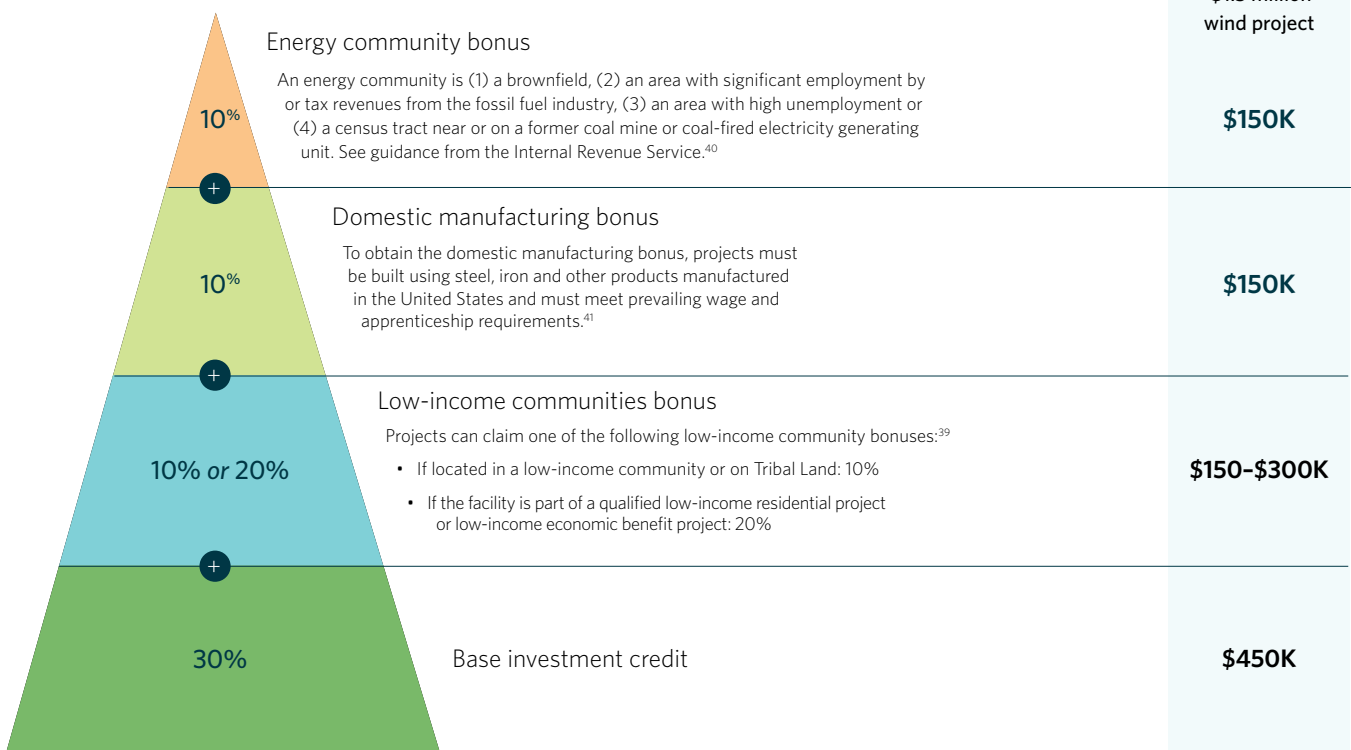 wind project
Energy community bonus
An energy community is (1) a brownfield, (2) an area with significant employment by
or tax revenues from the fossil fuel industry, (3) an area with high unemployment or
(4) a census tract near or on a former coal mine or coal-fired electricity generating
unit. See guidance from the Internal Revenue Service.40
10%
$150K
+
Domestic manufacturing bonus
To obtain the domestic manufacturing bonus, projects must
be built using steel, iron and other products manufactured
in the United States and must meet prevailing wage and
apprenticeship requirements.41
10%
$150K
+
Low-income communities bonus
Projects can claim one of the following low-income community bonuses:39
• If located in a low-income community or on Tribal Land: 10%
• If the facility is part of a qualified low-income residential project
or low-income economic benefit project: 20%
10% or 20%
$150–$300K
+
30%
Base investment credit
$450K